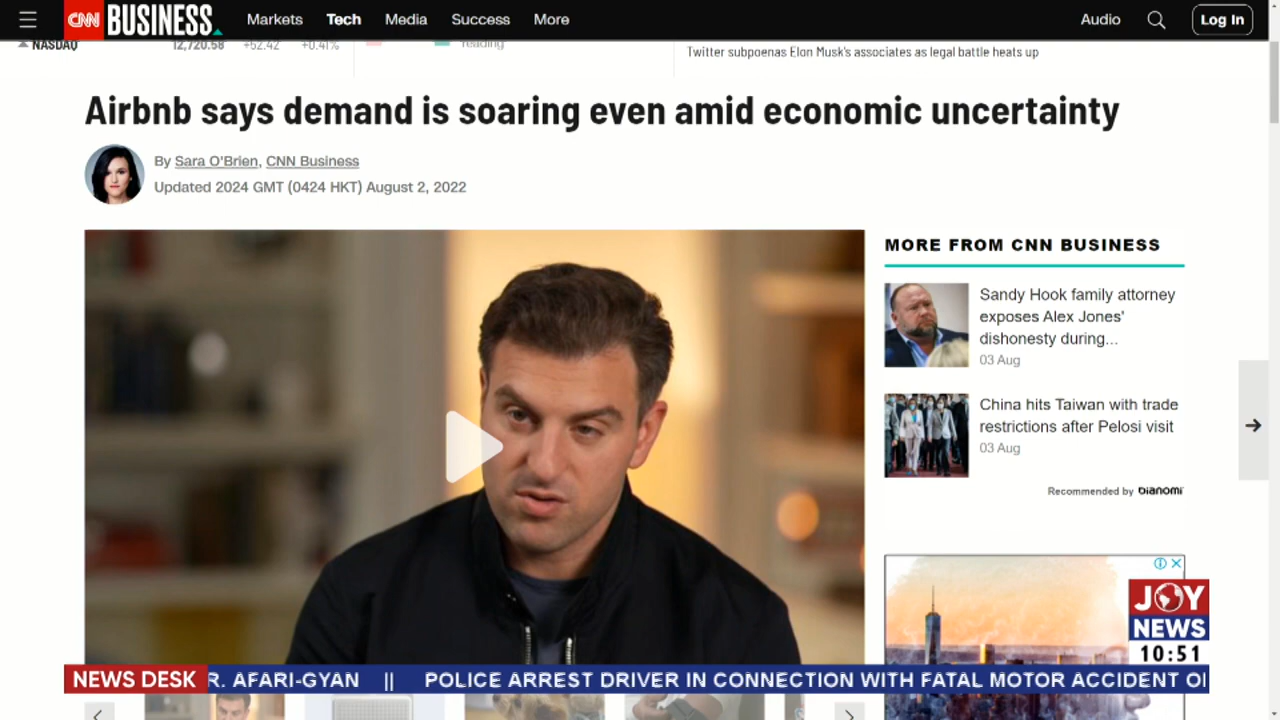 CNN BUSINESS
Markets
Tech
Media
Success
More
Audio
Log In
NASDAQ 12,720.58 +62.42 +0.41%
reading
Twitter subpoenas Elon Musk's associates as legal battle heats up
Airbnb says demand is soaring even amid economic uncertainty
By Sara O'Brien, CNN Business
Updated 2024 GMT (0424 HKT) August 2, 2022
MORE FROM CNN BUSINESS
Sandy Hook family attorney
exposes Alex Jones'
dishonesty during...
03 Aug
China hits Taiwan with trade
restrictions after Pelosi visit
03 Aug
Recommended by dianomi
JOY
NEWS
10:51
NEWS DESK
R. AFARI-GYAN || POLICE ARREST DRIVER IN CONNECTION WITH FATAL MOTOR ACCIDENT